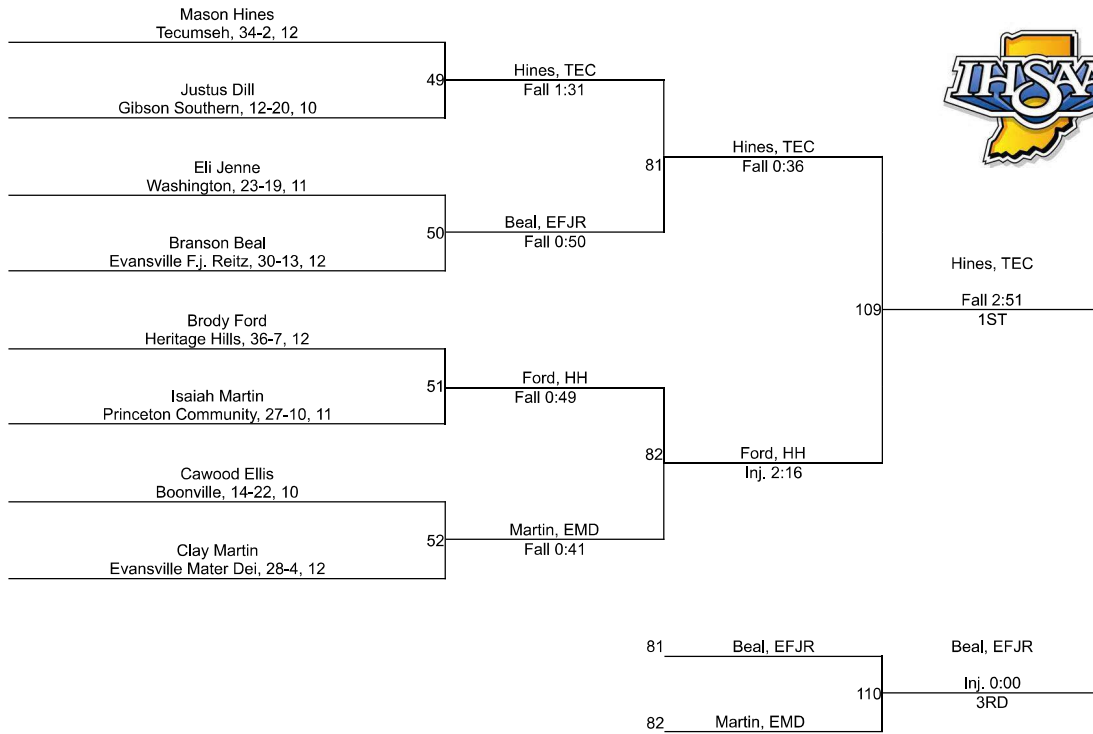 Mason Hines
Tecumseh, 34-2, 12
49
Justus Dill
Gibson Southern, 12-20, 10
Hines, TEC
Fall 1:31
Eli Jenne
Washington, 23-19, 11
50
Branson Beal
Evansville F.j. Reitz, 30-13, 12
Beal, EFJR
Fall 0:50
81
Hines, TEC
Fall 0:36
Brody Ford
Heritage Hills, 36-7, 12
51
Isaiah Martin
Princeton Community, 27-10, 11
Ford, HH
Fall 0:49
Cawood Ellis
Boonville, 14-22, 10
52
Clay Martin
Evansville Mater Dei, 28-4, 12
Martin, EMD
Fall 0:41
82
Ford, HH
Inj. 2:16
109
Hines, TEC
Fall 2:51
1ST
IHSAA
81
Beal, EFJR
82
Martin, EMD
110
Beal, EFJR
Inj. 0:00
3RD